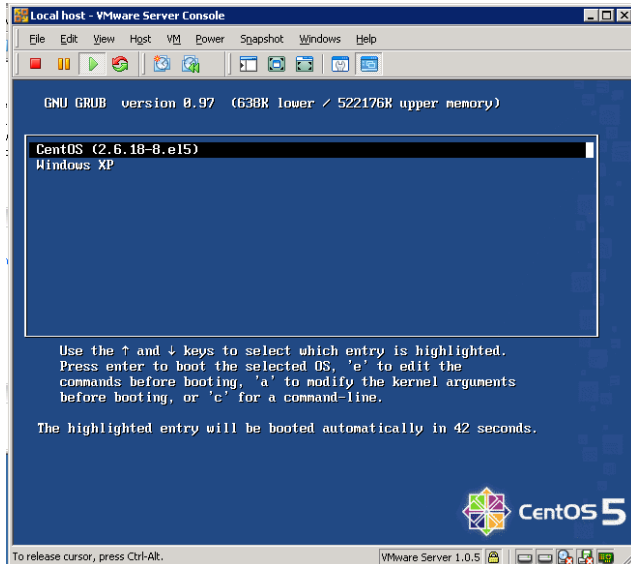 Local host - VMware Server Console
File Edit View Host VM Power Snapshot Windows Help
GNU GRUB version 0.97 (638K lower / 522176K upper memory)
CentOS (2.6.18-8.el5)
Windows XP
Use the ↑ and ↓ keys to select which entry is highlighted.
Press enter to boot the selected OS, 'e' to edit the
commands before booting, 'a' to modify the kernel arguments
before booting, or 'c' for a command-line.
The highlighted entry will be booted automatically in 42 seconds.
CentOS 5
To release cursor, press Ctrl-Alt. VMware Server 1.0.5